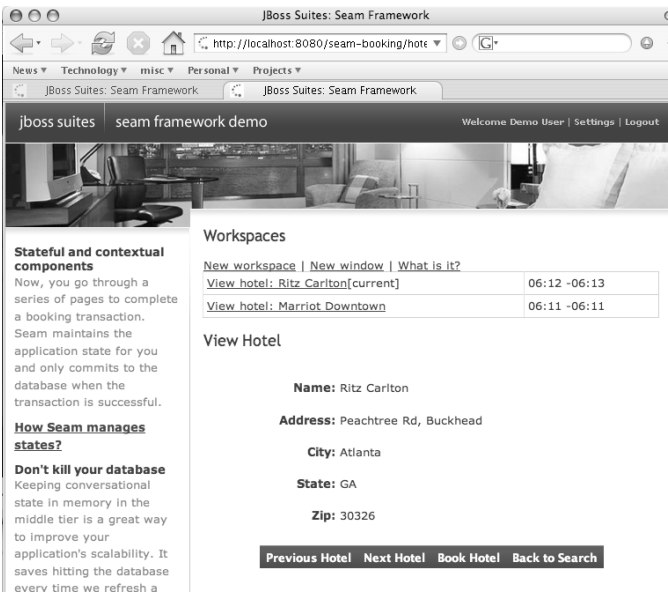 JBoss Suites: Seam Framework
http://localhost:8080/seam-booking/hote
G
News Technology misc Personal Projects
JBoss Suites: Seam Framework JBoss Suites: Seam Framework
jboss suites seam framework demo Welcome Demo User | Settings | Logout
Stateful and contextual
components
Now, you go through a
series of pages to complete
a booking transaction.
Seam maintains the
application state for you
and only commits to the
database when the
transaction is successful.
How Seam manages
states?
Don't kill your database
Keeping conversational
state in memory in the
middle tier is a great way
to improve your
application's scalability. It
saves hitting the database
every time we refresh a
Workspaces
New workspace | New window | What is it?
View hotel: Ritz Carlton[current] 06:12 -06:13
View hotel: Marriot Downtown 06:11 -06:11
View Hotel
Name: Ritz Carlton
Address: Peachtree Rd, Buckhead
City: Atlanta
State: GA
Zip: 30326
Previous Hotel Next Hotel Book Hotel Back to Search